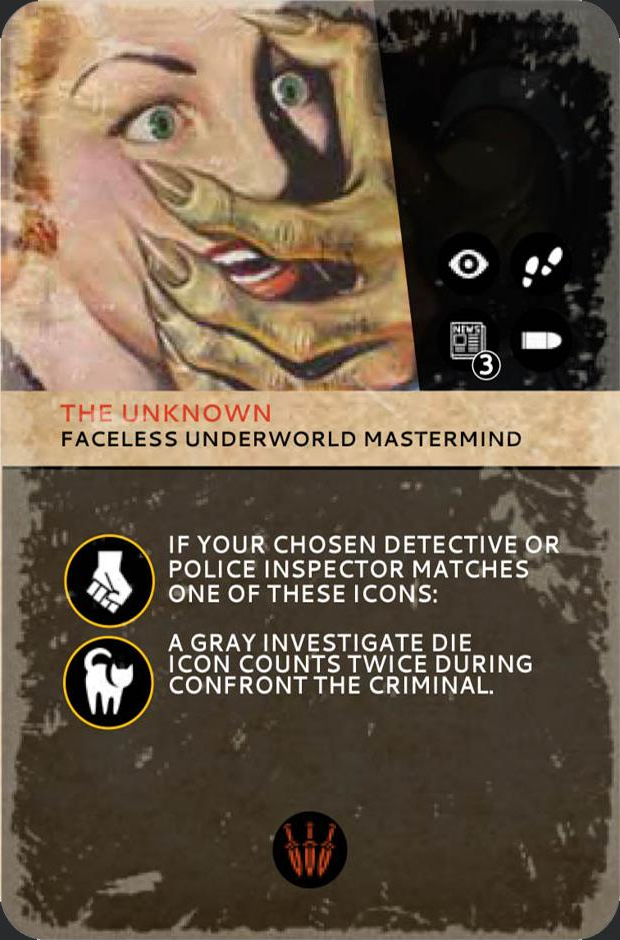 NEWS
3
THE UNKNOWN
FACELESS UNDERWORLD MASTERMIND
IF YOUR CHOSEN DETECTIVE OR
POLICE INSPECTOR MATCHES
ONE OF THESE ICONS:
A GRAY INVESTIGATE DIE
ICON COUNTS TWICE DURING
CONFRONT THE CRIMINAL.